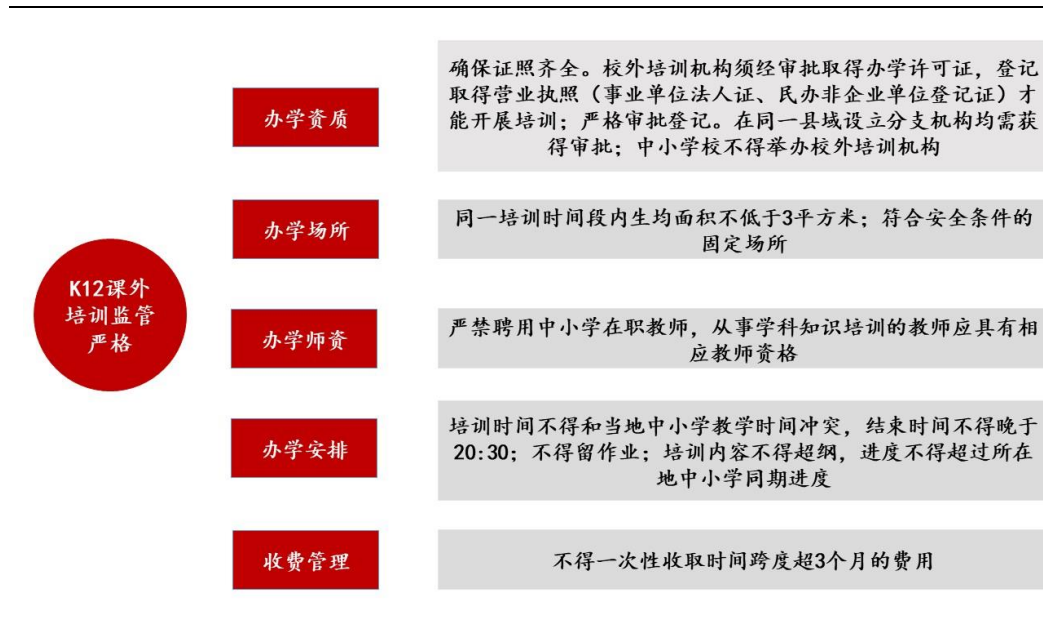 K12课外
培训监管
严格
办学资质
确保证照齐全。校外培训机构须经审批取得办学许可证，登记
取得营业执照（事业单位法人证、民办非企业单位登记证）才
能开展培训；严格审批登记。在同一县域设立分支机构均需获
得审批；中小学校不得举办校外培训机构
办学场所
同一培训时间段内生均面积不低于3平方米；符合安全条件的
固定场所
办学师资
严禁聘用中小学在职教师，从事学科知识培训的教师应具有相
应教师资格
办学安排
培训时间不得和当地中小学教学时间冲突，结束时间不得晚于
20:30；不得留作业；培训内容不得超纲，进度不得超过所在
地中小学同期进度
收费管理
不得一次性收取时间跨度超3个月的费用